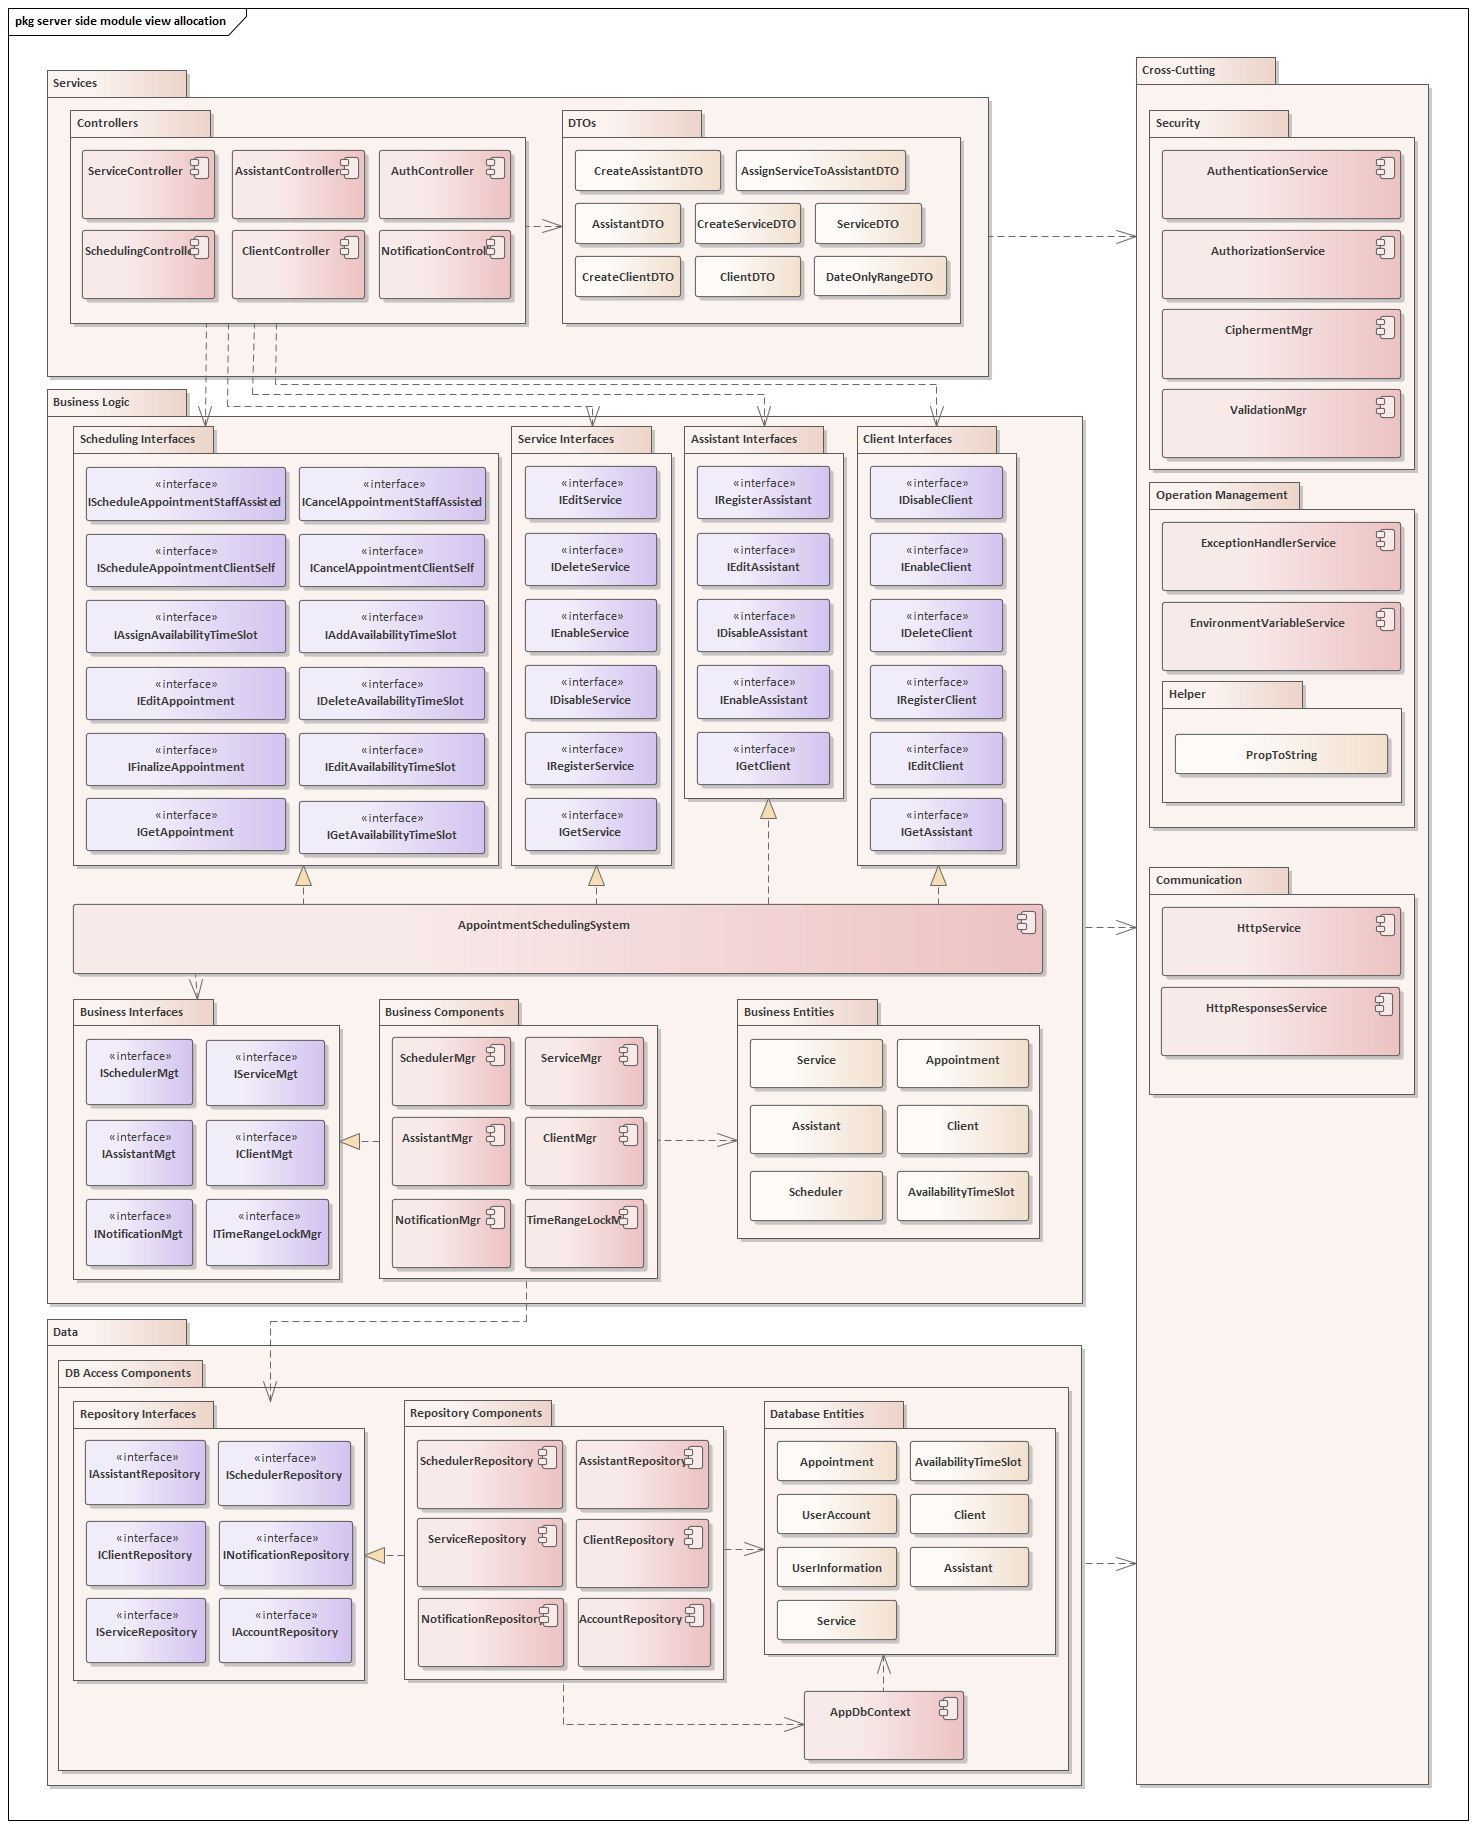 pkg server side module view allocation
Services
Controllers
ServiceController
AssistantController
AuthController
SchedulingControlle
ClientController
NotificationControl
DTOs
CreateAssistantDTO
AssignServiceToAssistantDTO
AssistantDTO
CreateServiceDTO
ServiceDTO
CreateClientDTO
ClientDTO
DateOnlyRangeDTO
Business Logic
Scheduling Interfaces
«interface»
IScheduleAppointmentStaffAssisted
«interface»
ICancelAppointmentStaffAssisted
«interface»
IScheduleAppointmentClientSelf
«interface»
ICancelAppointmentClientSelf
«interface»
IAssignAvailabilityTimeSlot
«interface»
IAddAvailabilityTimeSlot
«interface»
IEditAppointment
«interface»
IDeleteAvailabilityTimeSlot
«interface»
IFinalizeAppointment
«interface»
IEditAvailabilityTimeSlot
«interface»
IGetAppointment
«interface»
IGetAvailabilityTimeSlot
Service Interfaces
«interface»
IEditService
«interface»
IDeleteService
«interface»
IEnableService
«interface»
IDisableService
«interface»
IRegisterService
«interface»
IGetService
Assistant Interfaces
«interface»
IRegisterAssistant
«interface»
IEditAssistant
«interface»
IDisableAssistant
«interface»
IEnableAssistant
«interface»
IGetClient
Client Interfaces
«interface»
IDisableClient
«interface»
IEnableClient
«interface»
IDeleteClient
«interface»
IRegisterClient
«interface»
IEditClient
«interface»
IGetAssistant
AppointmentSchedulingSystem
Business Interfaces
«interface»
ISchedulerMgt
«interface»
IServiceMgt
«interface»
IAssistantMgt
«interface»
IClientMgt
«interface»
INotificationMgt
«interface»
ITimeRangeLockMgr
Business Components
SchedulerMgr
ServiceMgr
AssistantMgr
ClientMgr
NotificationMgr
TimeRangeLockM
Business Entities
Service
Appointment
Assistant
Client
Scheduler
AvailabilityTimeSlot
Data
DB Access Components
Repository Interfaces
«interface»
IAssistantRepository
«interface»
ISchedulerRepository
«interface»
IClientRepository
«interface»
INotificationRepository
«interface»
IServiceRepository
«interface»
IAccountRepository
Repository Components
SchedulerRepository
AssistantRepository
ServiceRepository
ClientRepository
NotificationRepository
AccountRepository
Database Entities
Appointment
AvailabilityTimeSlot
UserAccount
Client
UserInformation
Assistant
Service
AppDbContext
Cross-Cutting
Security
AuthenticationService
AuthorizationService
CiphermentMgr
ValidationMgr
Operation Management
ExceptionHandlerService
EnvironmentVariableService
Helper
PropToString
Communication
HttpService
HttpResponsesService